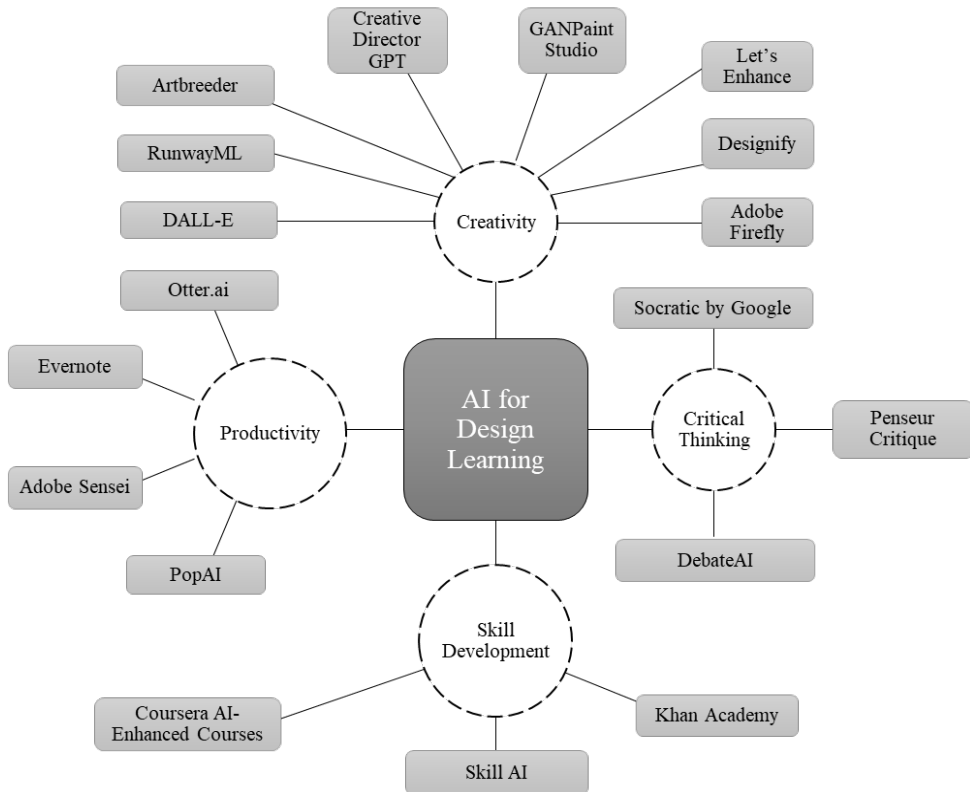 Creative
Director
GPT
GANPaint
Studio
Let's
Enhance
Artbreeder
RunwayML
Designify
DALL-E
Creativity
Adobe
Firefly
Otter.ai
Socratic by Google
Evernote
Productivity
AI for
Design
Learning
Critical
Thinking
Penseur
Critique
Adobe Sensei
PopAI
DebateAI
Skill
Development
Coursera AI-
Enhanced Courses
Khan Academy
Skill AI